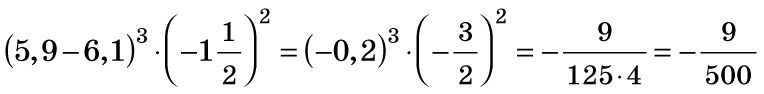 (5,9 – 6,1)³ · (–1 1/2)² = (–0,2)³ · (–3/2)² = – 9/(125 · 4) = – 9/500